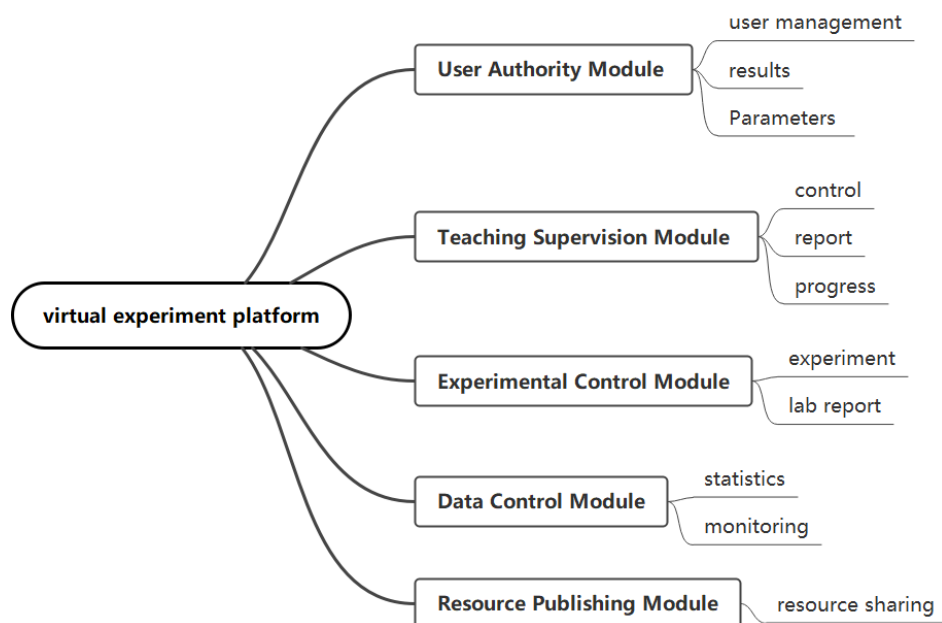 virtual experiment platform
User Authority Module
user management
results
Parameters
Teaching Supervision Module
control
report
progress
Experimental Control Module
experiment
lab report
Data Control Module
statistics
monitoring
Resource Publishing Module
resource sharing